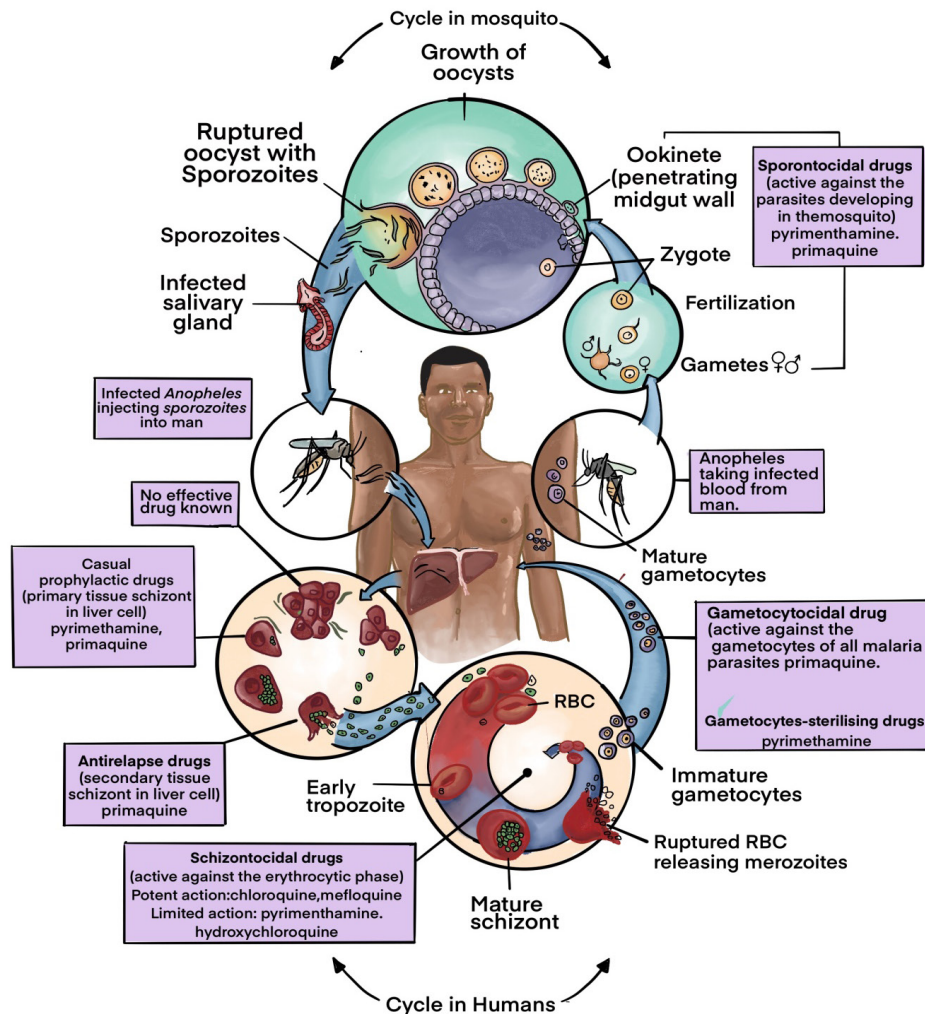 Cycle in mosquito
Growth of
oocysts
Ruptured
oocyst with
Sporozoites
Sporozoites
Infected
salivary
gland
Ookinete
(penetrating
midgut wall
Zygote
Fertilization
Gametes ♀♂
♂
♀
Sporontocidal drugs
(active against the
parasites developing
in themosquito)
pyrimenthamine.
primaquine
Infected Anopheles
injecting sporozoites
into man
Anopheles
taking infected
blood from
man.
No effective
drug known
Mature
gametocytes
Casual
prophylactic drugs
(primary tissue schizont
in liver cell)
pyrimethamine,
primaquine
Gametocytocidal drug
(active against the
gametocytes of all malaria
parasites primaquine.
Gametocytes-sterilising drugs
pyrimethamine
RBC
Antirelapse drugs
(secondary tissue
schizont in liver cell)
primaquine
Early
tropozoite
Immature
gametocytes
Ruptured RBC
releasing merozoites
Schizontocidal drugs
(active against the erythrocytic phase)
Potent action:chloroquine,mefloquine
Limited action: pyrimenthamine.
hydroxychloroquine
Mature
schizont
Cycle in Humans